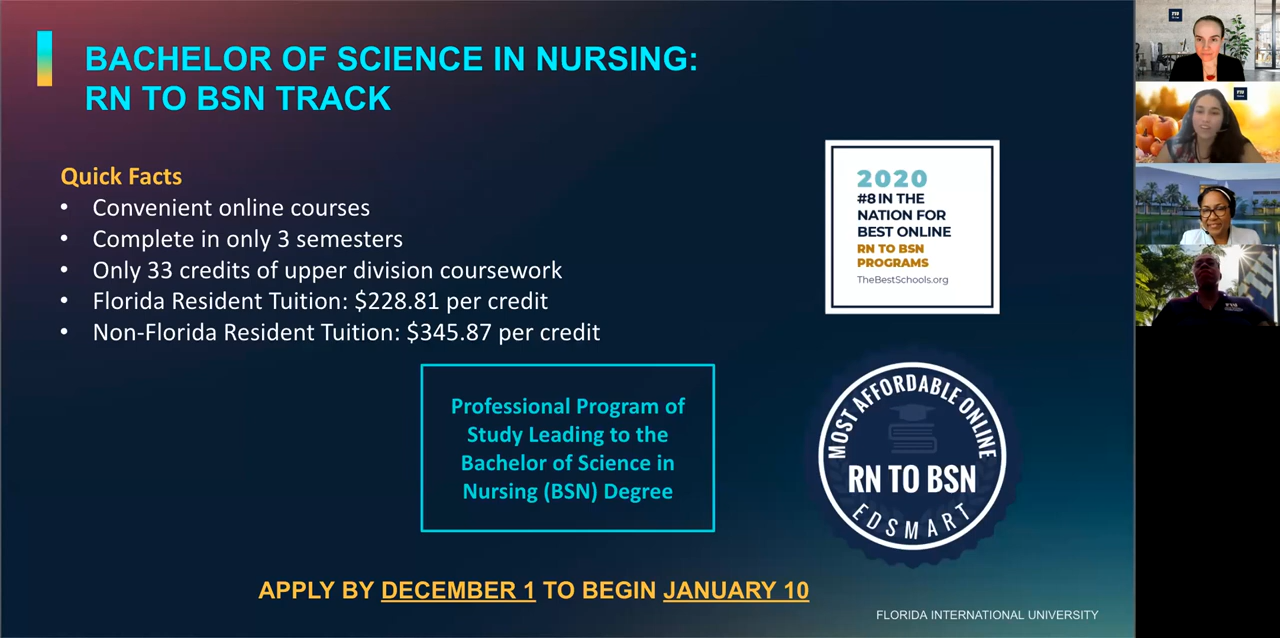 BACHELOR OF SCIENCE IN NURSING:
RN TO BSN TRACK
Quick Facts
• Convenient online courses
• Complete in only 3 semesters
• Only 33 credits of upper division coursework
• Florida Resident Tuition: $228.81 per credit
• Non-Florida Resident Tuition: $345.87 per credit
Professional Program of
Study Leading to the
Bachelor of Science in
Nursing (BSN) Degree
2020
#8 IN THE
NATION FOR
BEST ONLINE
RN TO BSN
PROGRAMS
TheBestSchools.org
MOST AFFORDABLE ONLINE
RN TO BSN
EDSMART
APPLY BY DECEMBER 1 TO BEGIN JANUARY 10
FLORIDA INTERNATIONAL UNIVERSITY